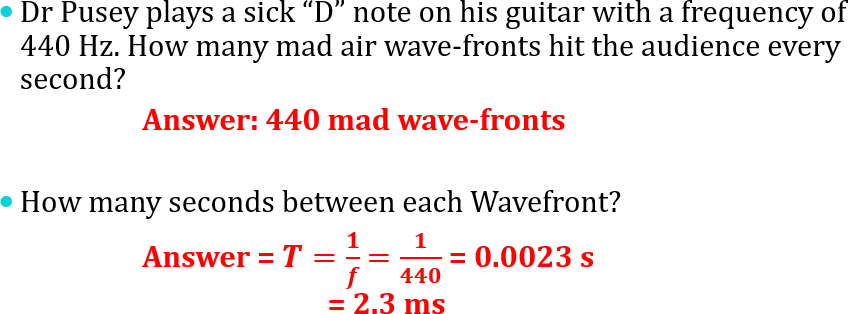 • Dr Pusey plays a sick “D” note on his guitar with a frequency of
440 Hz. How many mad air wave-fronts hit the audience every
second?
Answer: 440 mad wave-fronts
• How many seconds between each Wavefront?
Answer = T = 1/f = 1/440 = 0.0023 s
= 2.3 ms